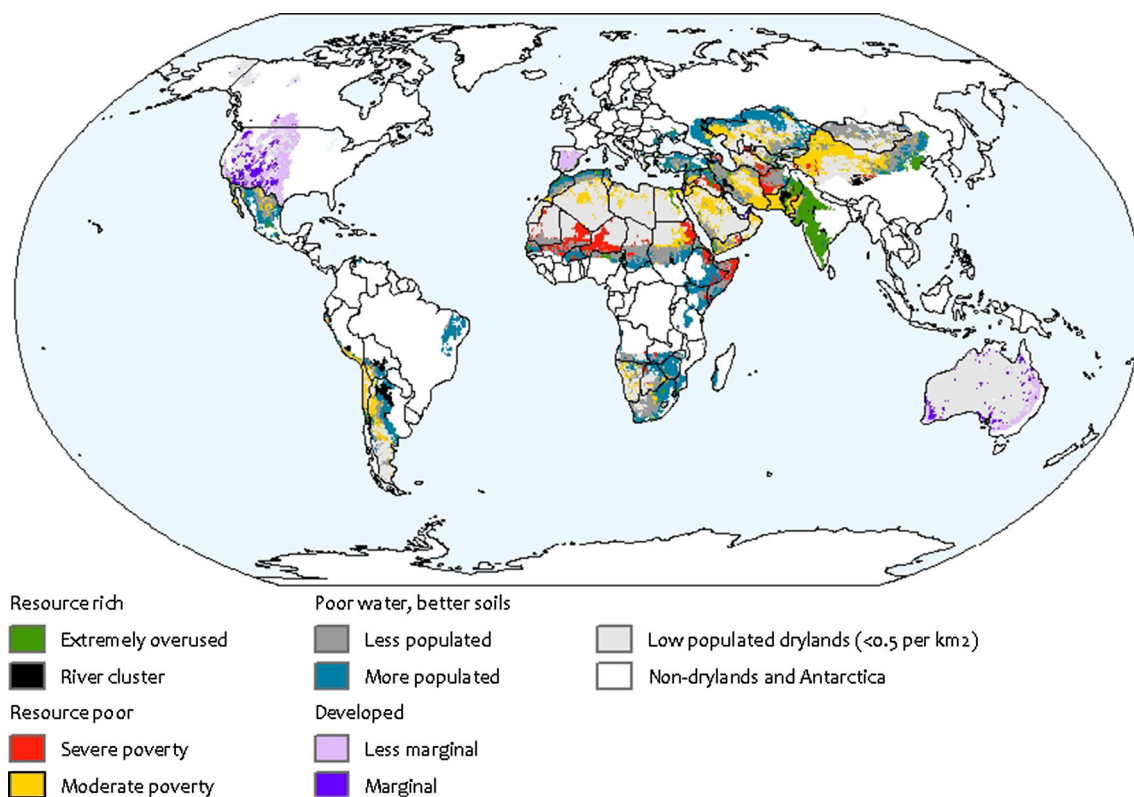 Resource rich
Extremely overused
River cluster
Resource poor
Severe poverty
Moderate poverty
Poor water, better soils
Less populated
More populated
Developed
Less marginal
Marginal
Low populated drylands (<0.5 per km2)
Non-drylands and Antarctica